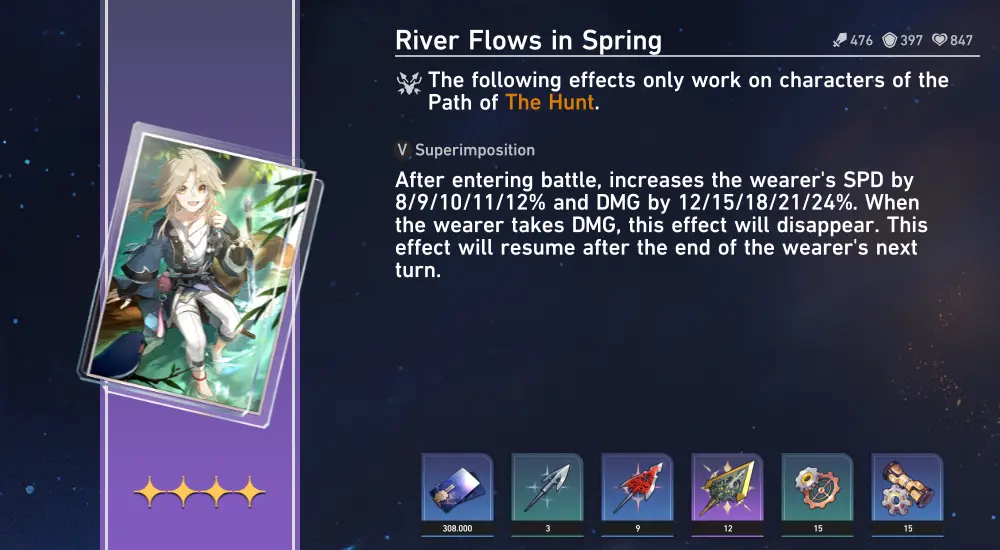 River Flows in Spring
476 397 847
The following effects only work on characters of the
Path of The Hunt.
V Superimposition
After entering battle, increases the wearer's SPD by
8/9/10/11/12% and DMG by 12/15/18/21/24%. When
the wearer takes DMG, this effect will disappear. This
effect will resume after the end of the wearer's next
turn.
308.000 3 9 12 15 15